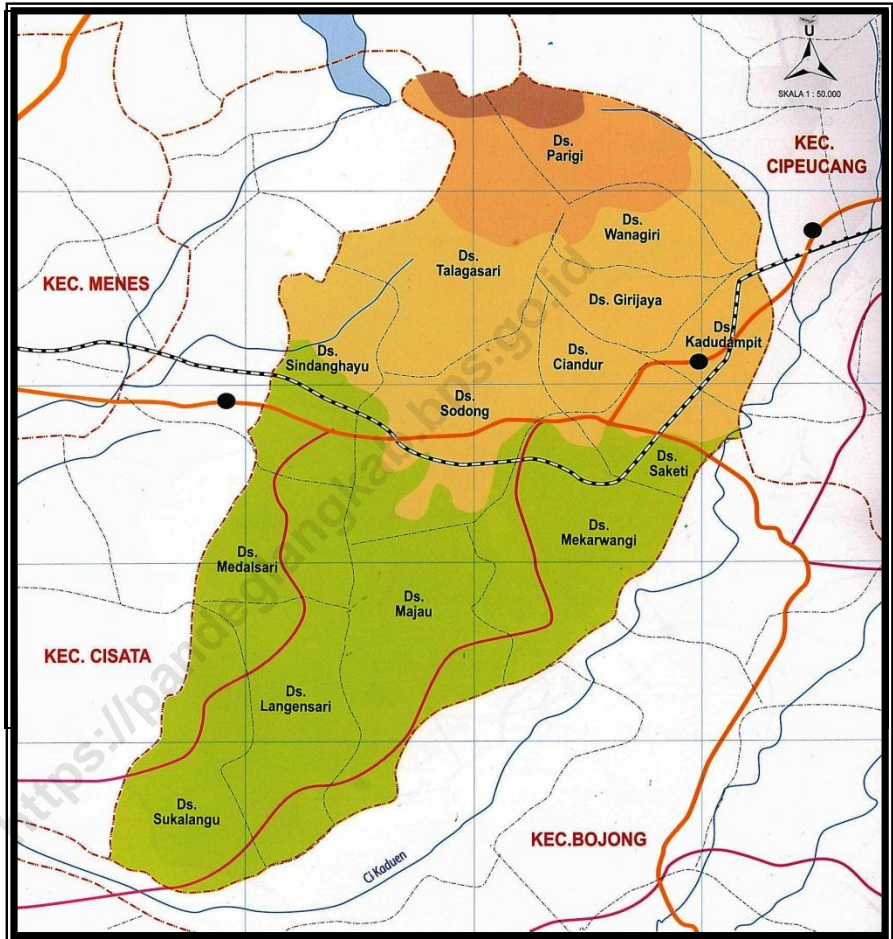 U
SKALA 1 : 50.000
KEC.
CIPEUCANG
Ds.
Parigi
Ds.
Wanagiri
Ds.
Talagasari
KEC. MENES
Ds. Girijaya
Ds.
Kadudampit
Ds.
Sindanghayu
Ds.
Ciandur
Ds.
Sodong
Ds.
Saketi
Ds.
Mekarwangi
Ds.
Medalsari
Ds.
Majau
KEC. CISATA
Ds.
Langensari
Ds.
Sukalangu
KEC.BOJONG
Ci Kaduen
https://pandeglangkab.bps.go.id